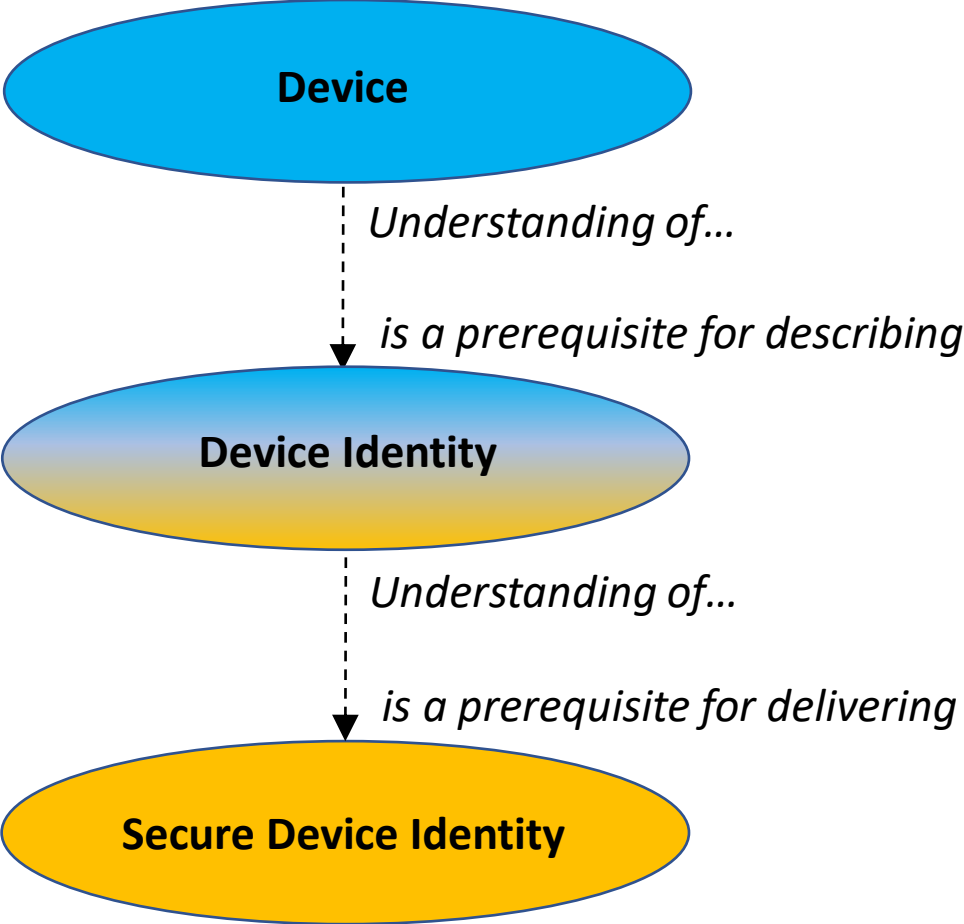 Device
Understanding of…
is a prerequisite for describing
Device Identity
Understanding of…
is a prerequisite for delivering
Secure Device Identity